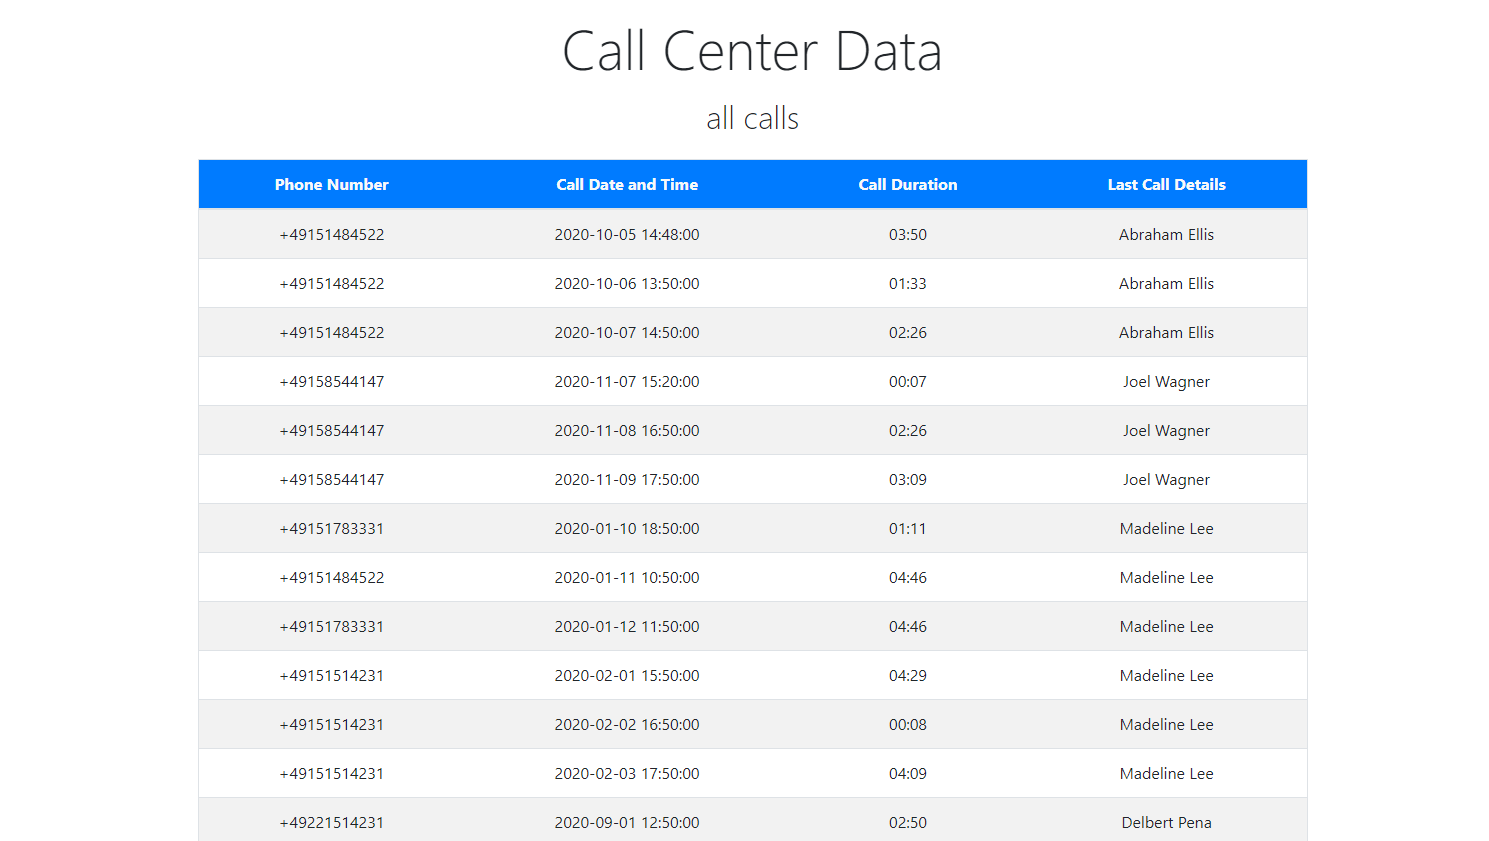 Call Center Data
all calls
Phone Number Call Date and Time Call Duration Last Call Details
+49151484522 2020-10-05 14:48:00 03:50 Abraham Ellis
+49151484522 2020-10-06 13:50:00 01:33 Abraham Ellis
+49151484522 2020-10-07 14:50:00 02:26 Abraham Ellis
+49158544147 2020-11-07 15:20:00 00:07 Joel Wagner
+49158544147 2020-11-08 16:50:00 02:26 Joel Wagner
+49158544147 2020-11-09 17:50:00 03:09 Joel Wagner
+49151783331 2020-01-10 18:50:00 01:11 Madeline Lee
+49151484522 2020-01-11 10:50:00 04:46 Madeline Lee
+49151783331 2020-01-12 11:50:00 04:46 Madeline Lee
+49151514231 2020-02-01 15:50:00 04:29 Madeline Lee
+49151514231 2020-02-02 16:50:00 00:08 Madeline Lee
+49151514231 2020-02-03 17:50:00 04:09 Madeline Lee
+49221514231 2020-09-01 12:50:00 02:50 Delbert Pena